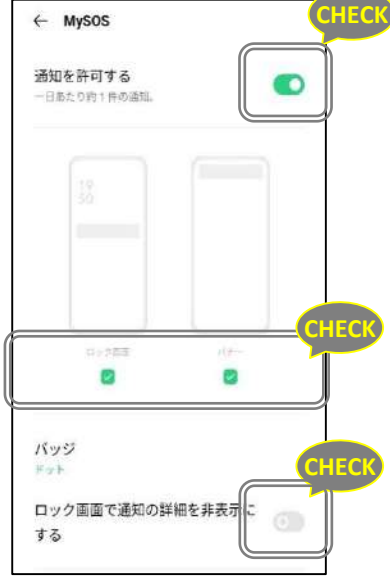 CHECK
← MySOS
通知を許可する
一日あたり約1件の通知。
19
50
CHECK
ロック画面 バナー
バッジ
ドット
CHECK
ロック画面で通知の詳細を非表示に
する